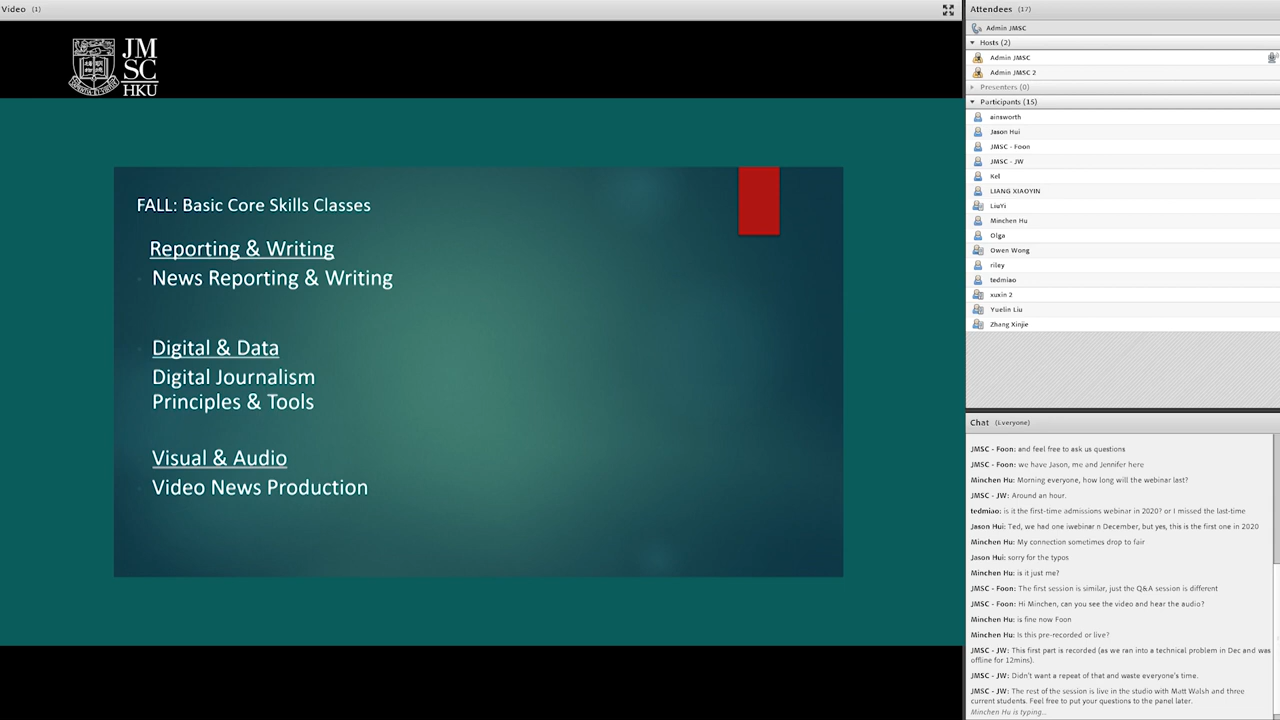 Video (1)
JM
SC
HKU
FALL: Basic Core Skills Classes
Reporting & Writing
News Reporting & Writing
Digital & Data
Digital Journalism
Principles & Tools
Visual & Audio
Video News Production
Attendees (17)
Admin JMSC
Hosts (2)
Admin JMSC
Admin JMSC 2
Presenters (0)
Participants (15)
ainsworth
Jason Hui
JMSC - Foon
JMSC - JW
Kel
LIANG XIAOYIN
LiuYi
Minchen Hu
Olga
Owen Wong
riley
tedmiao
xuxin 2
Yuelin Liu
Zhang Xinjie
Chat (Everyone)
JMSC - Foon: and feel free to ask us questions
JMSC - Foon: we have Jason, me and Jennifer here
Minchen Hu: Morning everyone, how long will the webinar last?
JMSC - JW: Around an hour.
tedmiao: is it the first-time admissions webinar in 2020? or I missed the last-time
Jason Hui: Ted, we had one iwebinar n December, but yes, this is the first one in 2020
Minchen Hu: My connection sometimes drop to fair
Jason Hui: sorry for the typos
Minchen Hu: is it just me?
JMSC - Foon: The first session is similar, just the Q&A session is different
JMSC - Foon: Hi Minchen, can you see the video and hear the audio?
Minchen Hu: is fine now Foon
Minchen Hu: Is this pre-recorded or live?
JMSC - JW: This first part is recorded (as we ran into a technical problem in Dec and was
offline for 12mins).
JMSC - JW: Didn't want a repeat of that and waste everyone's time.
JMSC - JW: The rest of the session is live in the studio with Matt Walsh and three
current students. Feel free to put your questions to the panel later.
Minchen Hu is typing...